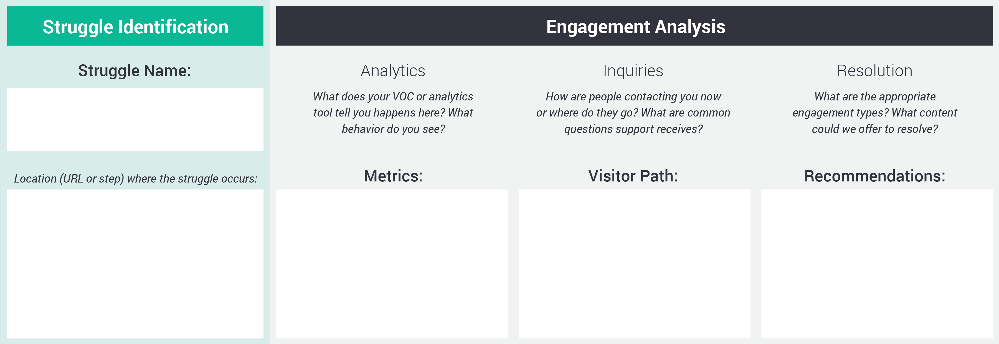 Struggle Identification
Struggle Name:
Location (URL or step) where the struggle occurs:
Engagement Analysis
Analytics
What does your VOC or analytics
tool tell you happens here? What
behavior do you see?
Metrics:
Inquiries
How are people contacting you now
or where do they go? What are common
questions support receives?
Visitor Path:
Resolution
What are the appropriate
engagement types? What content
could we offer to resolve?
Recommendations: